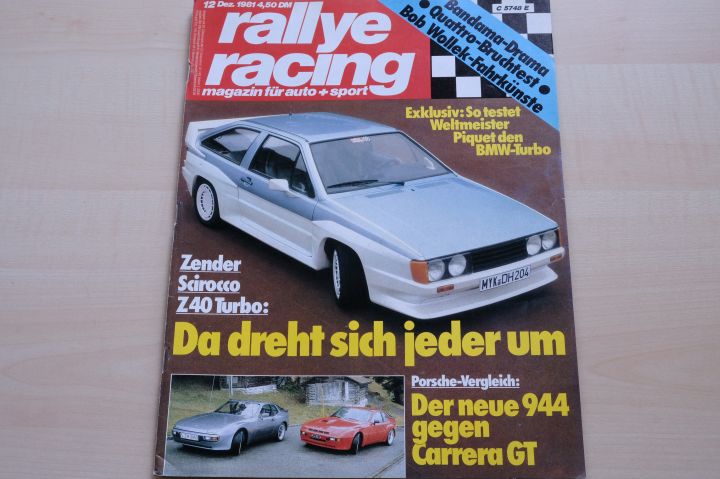 12 Dez. 1981 4,50 DM
rallye
racing
magazin für auto + sport
C 5748 E
Bandama-Drama
Quattro-Bruchtest
Bob Wollek-Fahrkünste
Exklusiv: So testet
Weltmeister
Piquet den
BMW-Turbo
MYK DH 204
Zender
Scirocco
Z40 Turbo:
Da dreht sich jeder um
Porsche-Vergleich:
Der neue 944
gegen
Carrera GT